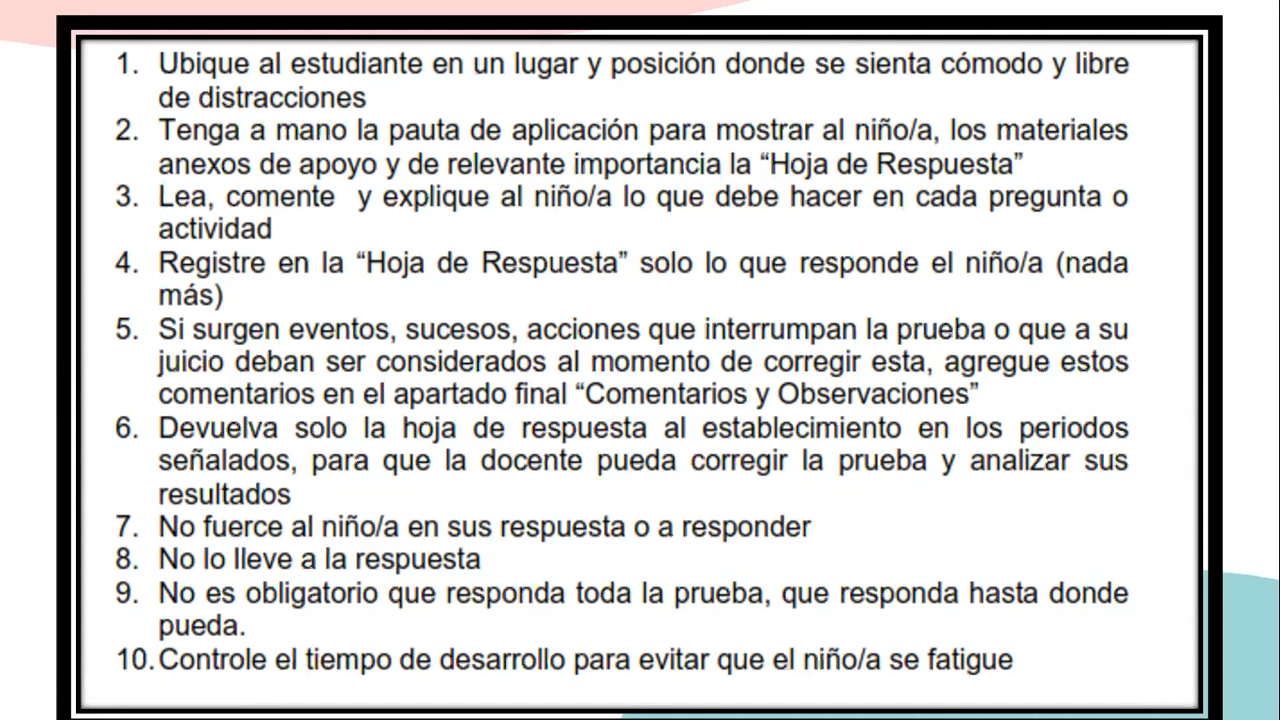 1. Ubique al estudiante en un lugar y posición donde se sienta cómodo y libre
de distracciones
2. Tenga a mano la pauta de aplicación para mostrar al niño/a, los materiales
anexos de apoyo y de relevante importancia la “Hoja de Respuesta”
3. Lea, comente y explique al niño/a lo que debe hacer en cada pregunta o
actividad
4. Registre en la “Hoja de Respuesta” solo lo que responde el niño/a (nada
más)
5. Si surgen eventos, sucesos, acciones que interrumpan la prueba o que a su
juicio deban ser considerados al momento de corregir esta, agregue estos
comentarios en el apartado final “Comentarios y Observaciones”
6. Devuelva solo la hoja de respuesta al establecimiento en los periodos
señalados, para que la docente pueda corregir la prueba y analizar sus
resultados
7. No fuerce al niño/a en sus respuesta o a responder
8. No lo lleve a la respuesta
9. No es obligatorio que responda toda la prueba, que responda hasta donde
pueda.
10. Controle el tiempo de desarrollo para evitar que el niño/a se fatigue